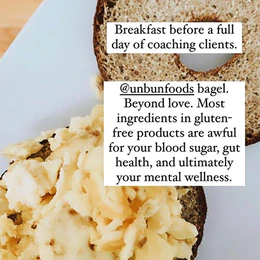 Breakfast before a full
day of coaching clients.
@unbunfoods bagel.
Beyond love. Most
ingredients in gluten-
free products are awful
for your blood sugar, gut
health, and ultimately
your mental wellness.